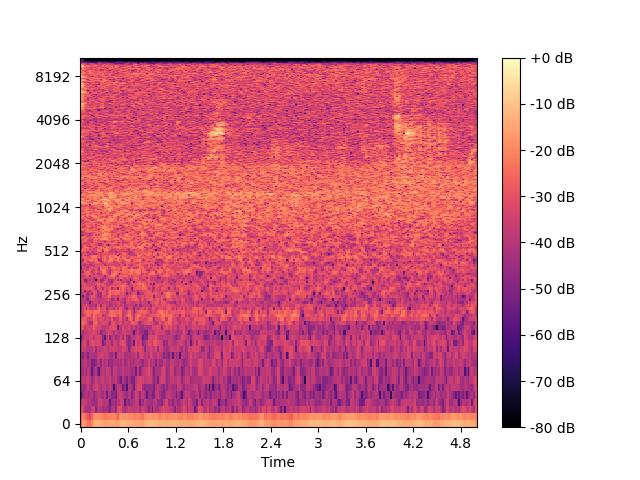 8192
4096
2048
1024
512
256
128
64
0
Hz
0 0.6 1.2 1.8 2.4 3 3.6 4.2 4.8
Time
+0 dB
-10 dB
-20 dB
-30 dB
-40 dB
-50 dB
-60 dB
-70 dB
-80 dB